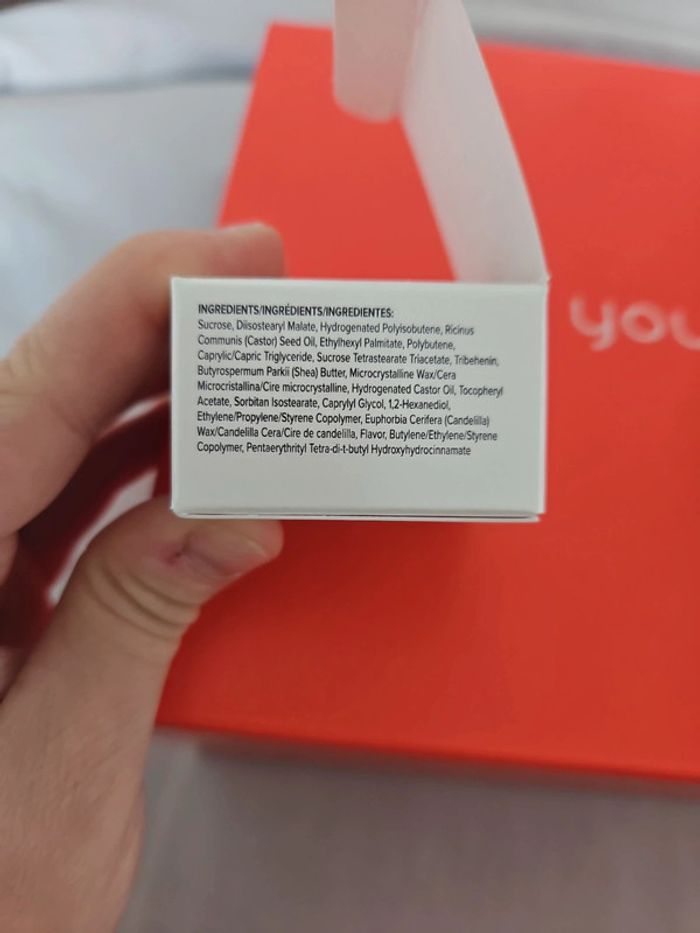 INGREDIENTS/INGRÉDIENTS/INGREDIENTES:
Sucrose, Diisostearyl Malate, Hydrogenated Polyisobutene, Ricinus
Communis (Castor) Seed Oil, Ethylhexyl Palmitate, Polybutene,
Caprylic/Capric Triglyceride, Sucrose Tetrastearate Triacetate, Tribehenin,
Butyrospermum Parkii (Shea) Butter, Microcrystalline Wax/Cera
Microcristallina/Cire microcrystalline, Hydrogenated Castor Oil, Tocopheryl
Acetate, Sorbitan Isostearate, Caprylyl Glycol, 1,2-Hexanediol,
Ethylene/Propylene/Styrene Copolymer, Euphorbia Cerifera (Candelilla)
Wax/Candelilla Cera/Cire de candelilla, Flavor, Butylene/Ethylene/Styrene
Copolymer, Pentaerythrityl Tetra-di-t-butyl Hydroxyhydrocinnamate
you